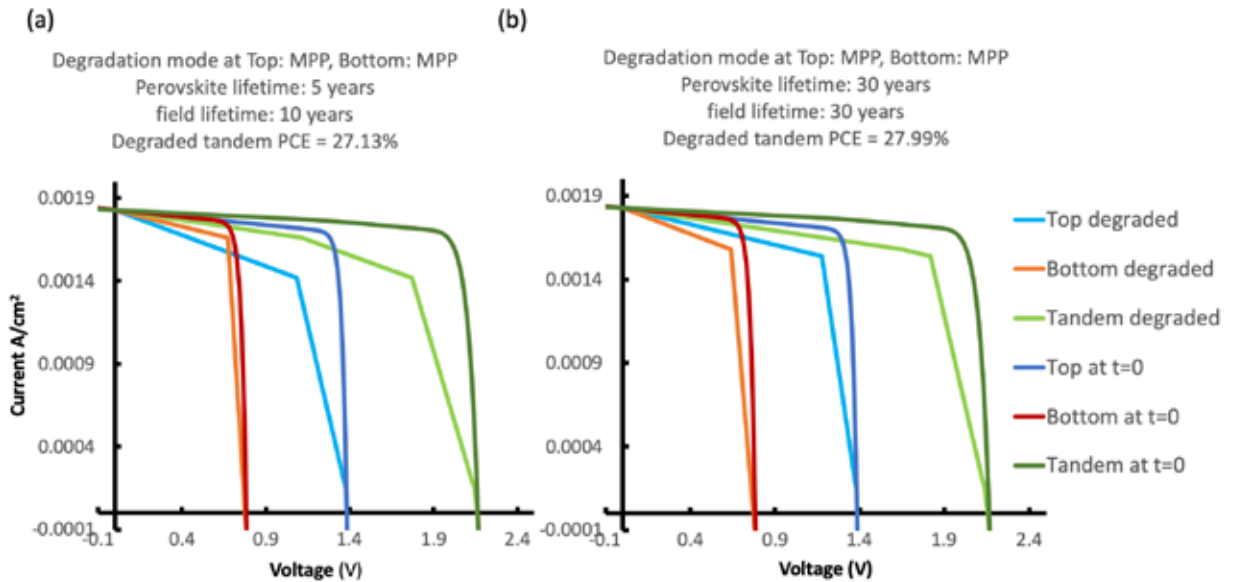 (a)
Degradation mode at Top: MPP, Bottom: MPP
Perovskite lifetime: 5 years
field lifetime: 10 years
Degraded tandem PCE = 27.13%
0.0019
0.0014
0.0009
0.0004
-0.0001
-0.1
0.4
0.9
1.4
1.9
2.4
Current A/cm²
Voltage (V)
(b)
Degradation mode at Top: MPP, Bottom: MPP
Perovskite lifetime: 30 years
field lifetime: 30 years
Degraded tandem PCE = 27.99%
0.0019
0.0014
0.0009
0.0004
-0.0001
-0.1
0.4
0.9
1.4
1.9
2.4
Voltage (V)
Top degraded
Bottom degraded
Tandem degraded
Top at t=0
Bottom at t=0
Tandem at t=0